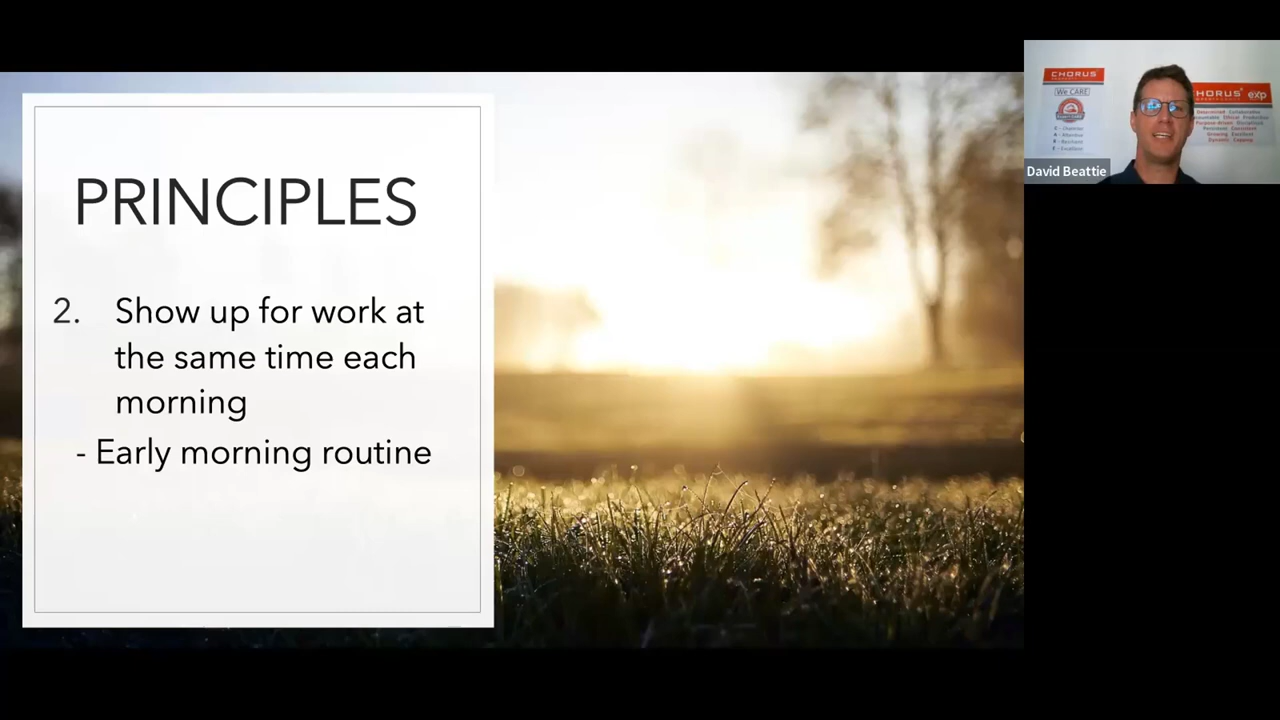 PRINCIPLES
2. Show up for work at
the same time each
morning
- Early morning routine
CHORUS
We CARE
CHORUS exp
David Beattie